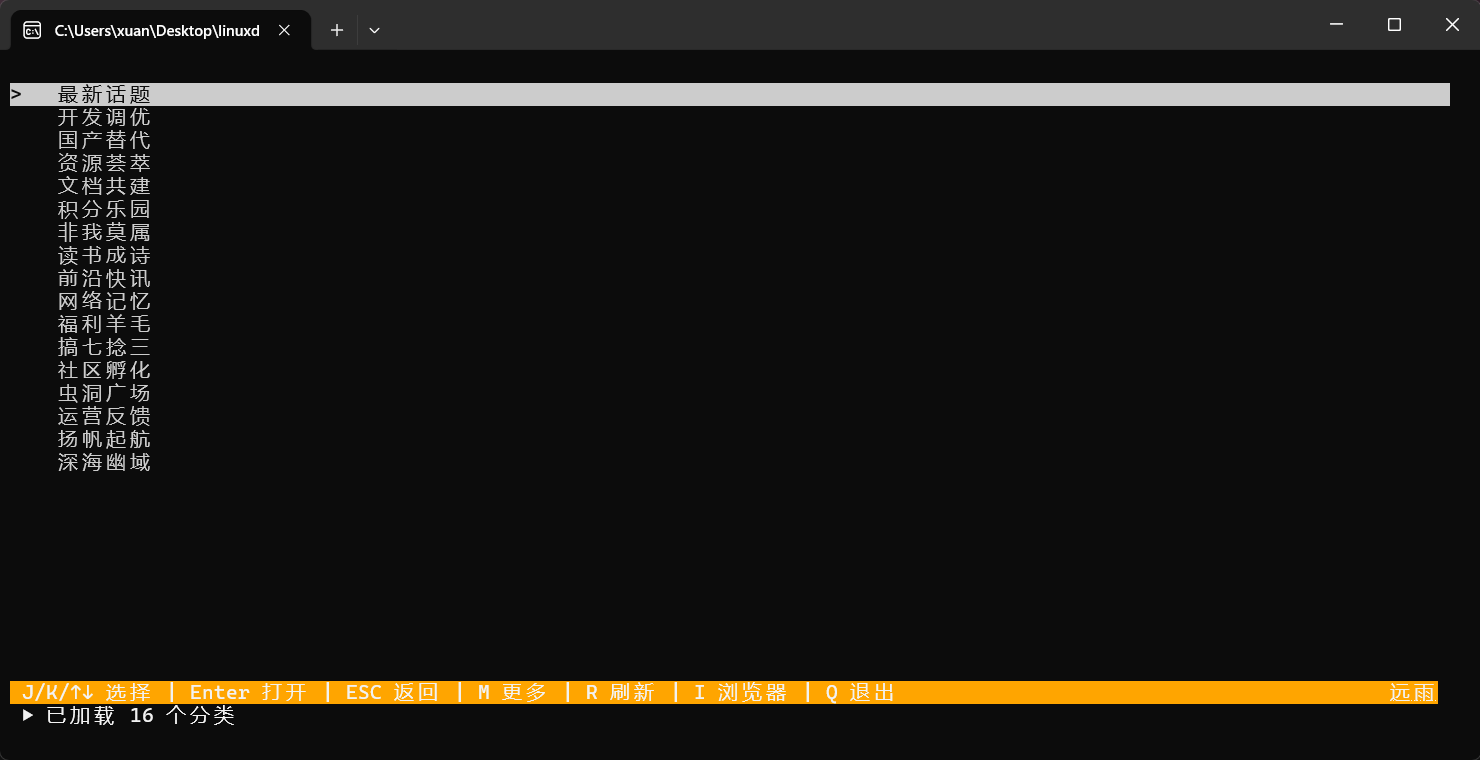 C:\Users\xuan\Desktop\linuxd
> 最新话题
开发调优
国产替代
资源荟萃
文档共建
积分乐园
非我莫属
读书成诗
前沿快讯
网络记忆
福利羊毛
搞七捻三
社区孵化
虫洞广场
运营反馈
扬帆起航
深海幽域
J/K/↑↓ 选择 | Enter 打开 | ESC 返回 | M 更多 | R 刷新 | I 浏览器 | Q 退出 远雨
▶ 已加载 16 个分类